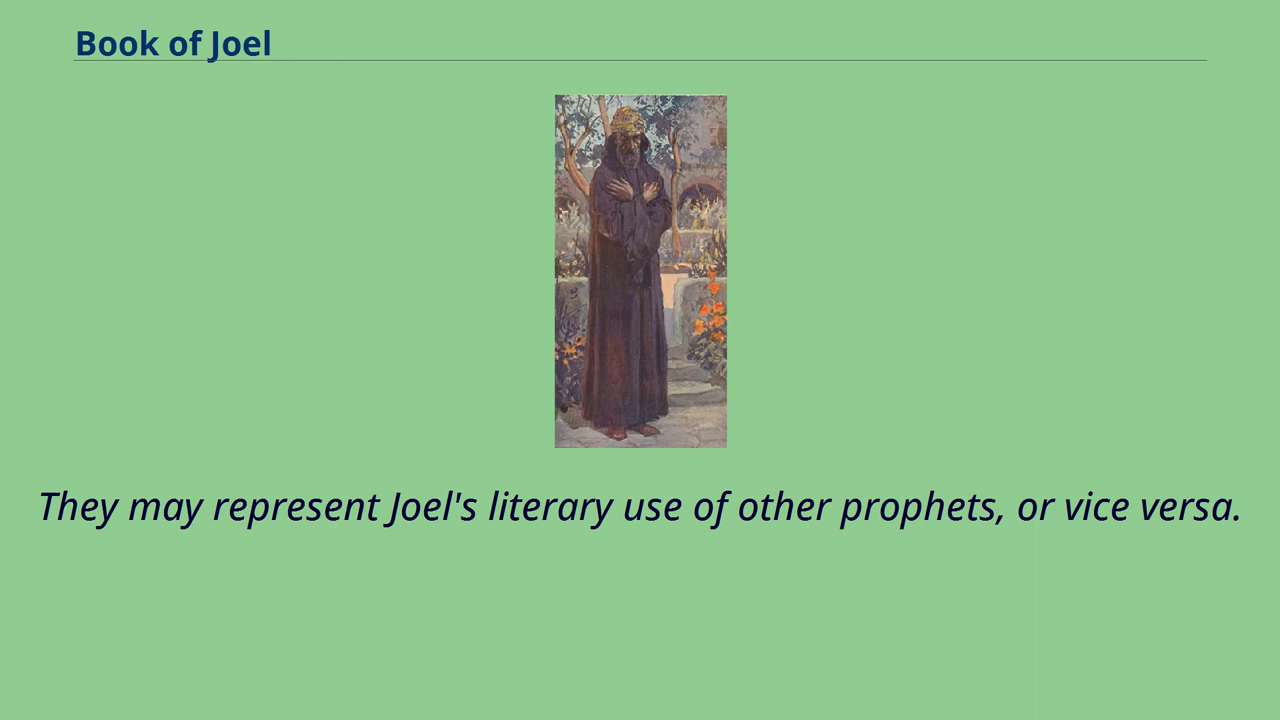 Book of Joel
They may represent Joel's literary use of other prophets, or vice versa.